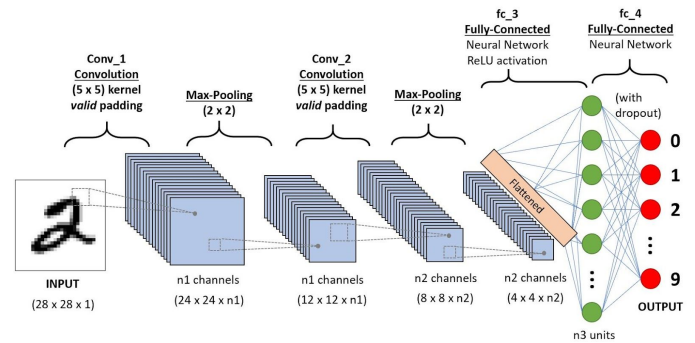 fc_3
Fully-Connected
Neural Network
ReLU activation
fc_4
Fully-Connected
Neural Network
Conv_1
Convolution
(5 x 5) kernel
valid padding
Max-Pooling
(2 x 2)
Conv_2
Convolution
(5 x 5) kernel
valid padding
Max-Pooling
(2 x 2)
(with
dropout)
Flattened
0
1
2
9
INPUT
(28 x 28 x 1)
n1 channels
(24 x 24 x n1)
n1 channels
(12 x 12 x n1)
n2 channels
(8 x 8 x n2)
n2 channels
(4 x 4 x n2)
n3 units
OUTPUT
2